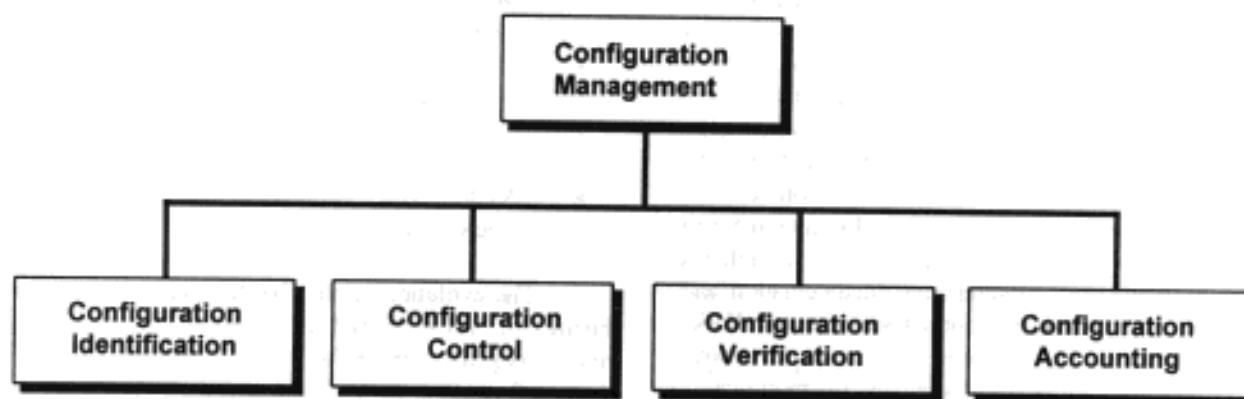 Configuration
Management
Configuration
Identification
Configuration
Control
Configuration
Verification
Configuration
Accounting